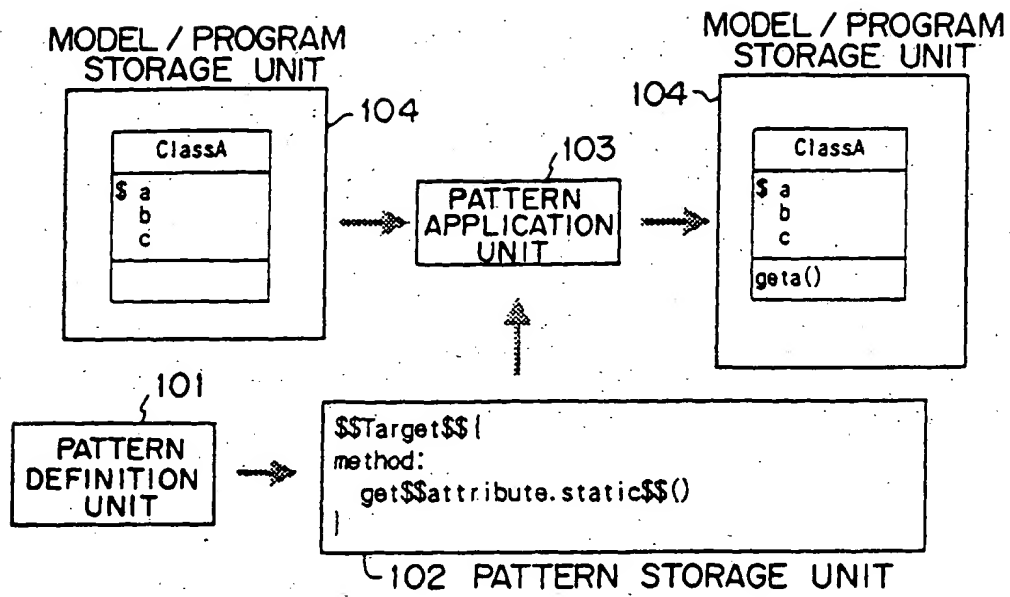 MODEL / PROGRAM
STORAGE UNIT
104
ClassA
$ a
b
c
103
PATTERN
APPLICATION
UNIT
MODEL / PROGRAM
STORAGE UNIT
104
ClassA
$ a
b
c
geta()
101
PATTERN
DEFINITION
UNIT
$$Target$${
method:
get$$attribute.static$$()
}
102 PATTERN STORAGE UNIT